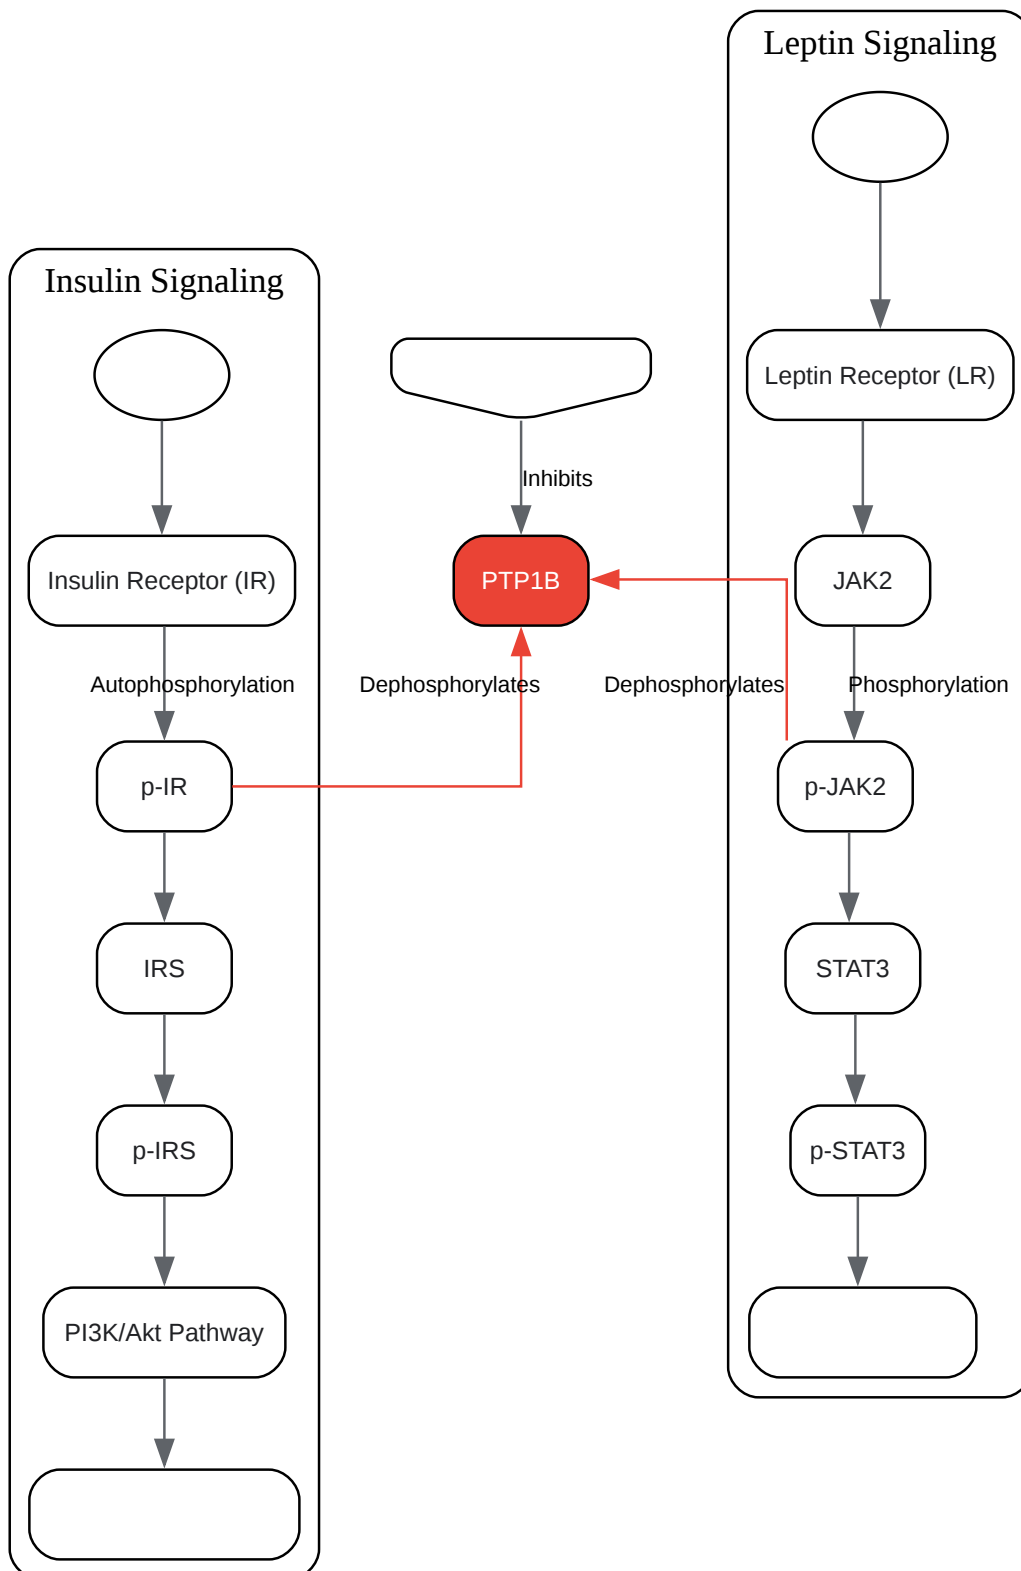 Leptin Signaling
Insulin Signaling
Leptin Receptor (LR)
Inhibits
Insulin Receptor (IR)
PTP1B
JAK2
Autophosphorylation
Dephosphorylates
Dephosphorylates
Phosphorylation
p-IR
p-JAK2
IRS
STAT3
p-IRS
p-STAT3
PI3K/Akt Pathway